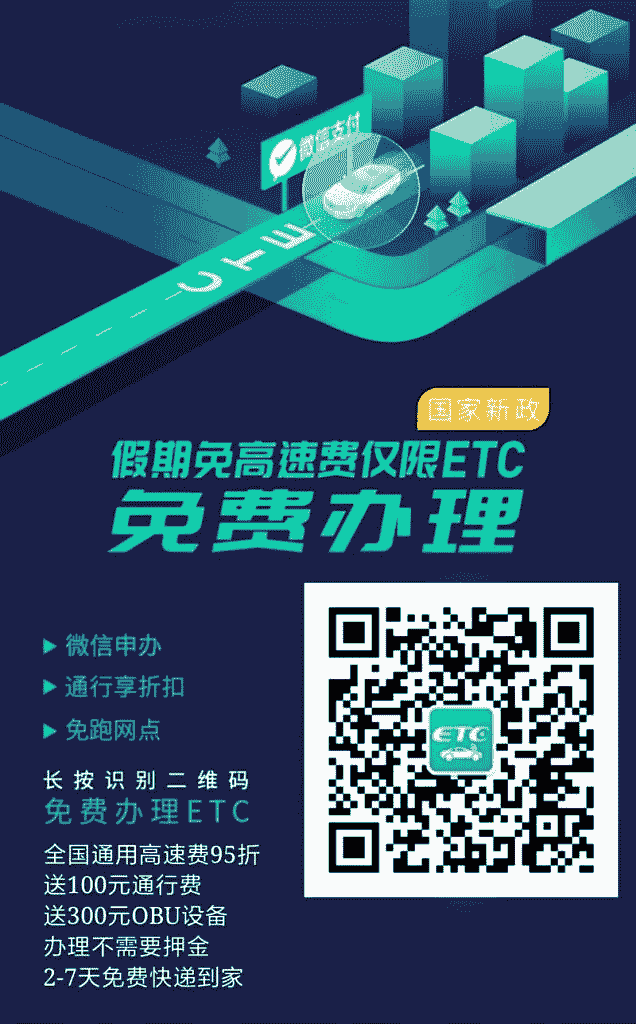 微信支付
ETC
国家新政
假期免高速费仅限ETC
免费办理
微信申办
通行享折扣
免跑网点
长按识别二维码
免费办理ETC
全国通用高速费95折
送100元通行费
送300元OBU设备
办理不需要押金
2-7天免费快递到家
ETC